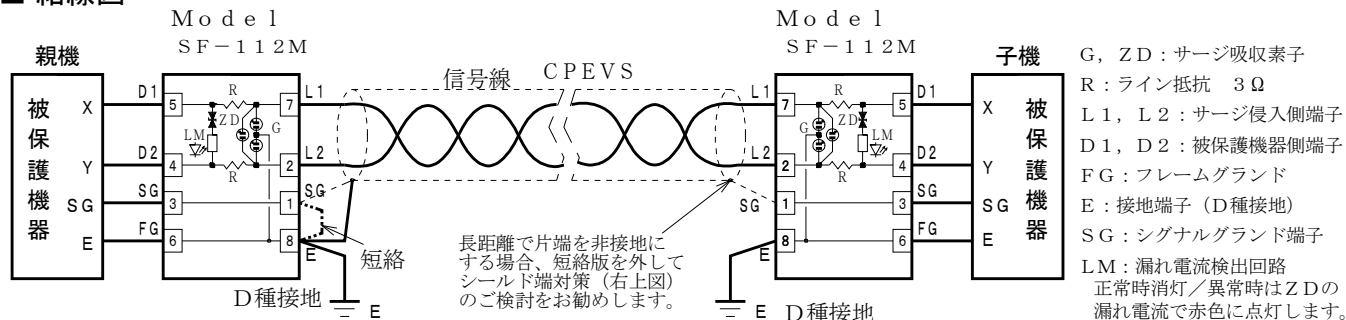 ■ 結線図
Model
SF-112M
親機
被保護機器
X
Y
SG
E
D1
D2
SG
FG
5
4
3
6
R
ZD
LM
G
R
7
2
1
8
L1
L2
SG
E
短絡
D種接地
E
信号線 CPEVS
長距離で片端を非接地に
する場合、短絡版を外して
シールド端対策（右上図）
のご検討をお勧めします。
Model
SF-112M
L1
L2
SG
7
2
1
8
E
R
G
ZD
LM
R
5
4
3
6
D1
D2
SG
FG
子機
X
Y
SG
E
被保護機器
E
D種接地
G, ZD：サージ吸収素子
R：ライン抵抗 3Ω
L1, L2：サージ侵入側端子
D1, D2：被保護機器側端子
FG：フレームグランド
E：接地端子（D種接地）
SG：シグナルグランド端子
LM：漏れ電流検出回路
正常時消灯／異常時はZDの
漏れ電流で赤色に点灯します。